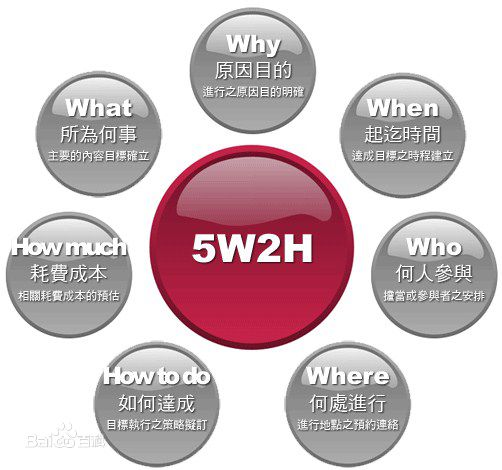 Why
原因目的
進行之原因目的明確
What
所為何事
主要的內容目標確立
When
起迄時間
達成目標之時程建立
5W2H
How much
耗費成本
相關耗費成本的預估
Who
何人參與
擔當或參與者之安排
How to do
如何達成
目標執行之策略擬訂
Where
何處進行
進行地點之預約連絡
Bai百科